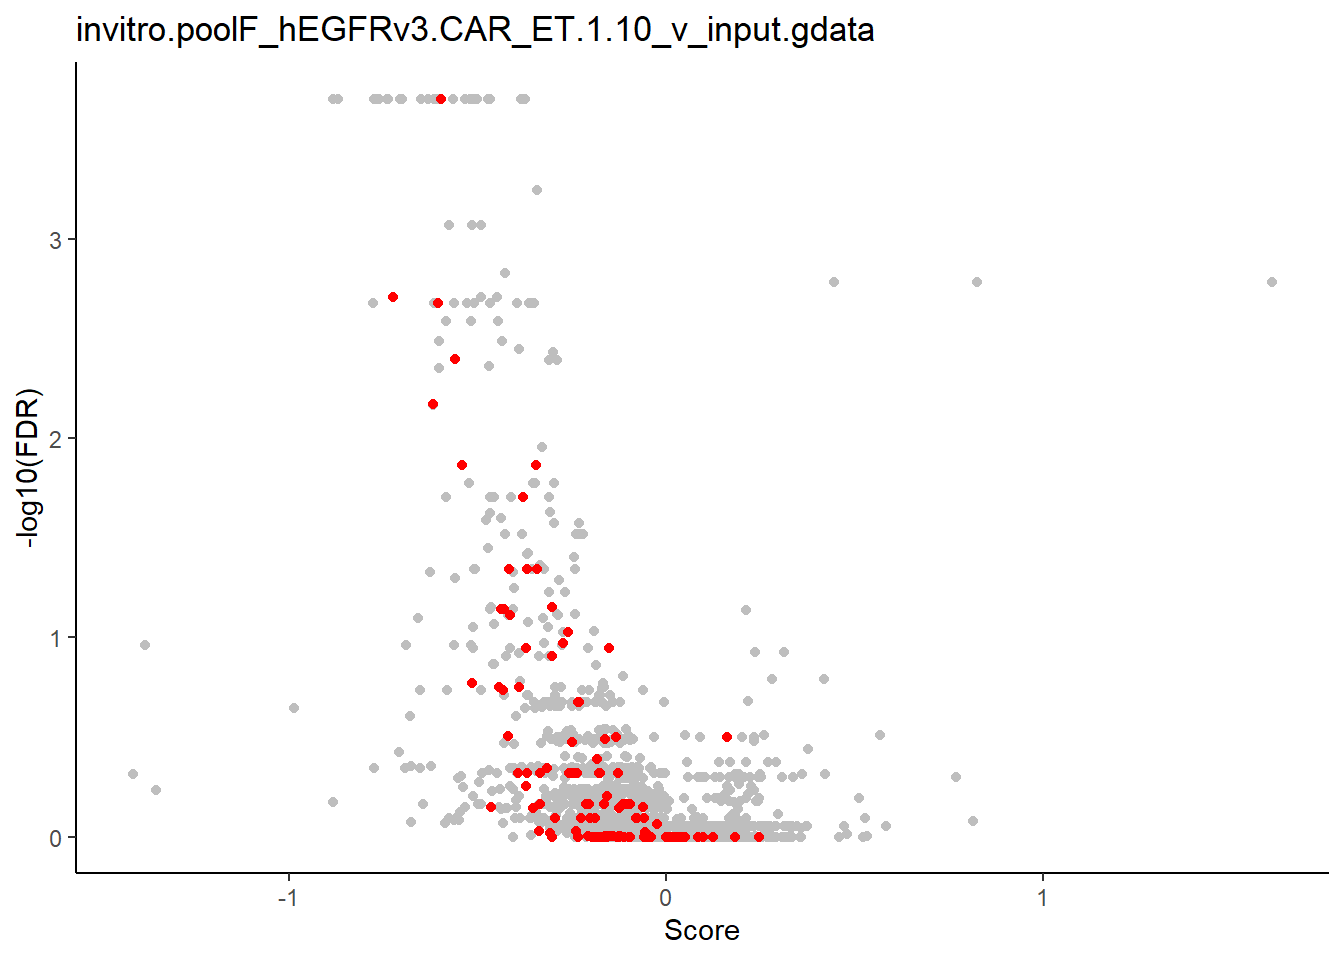 invitro.poolF_hEGFRv3.CAR_ET.1.10_v_input.gdata
3
2
1
0
-log10(FDR)
-1
0
1
Score